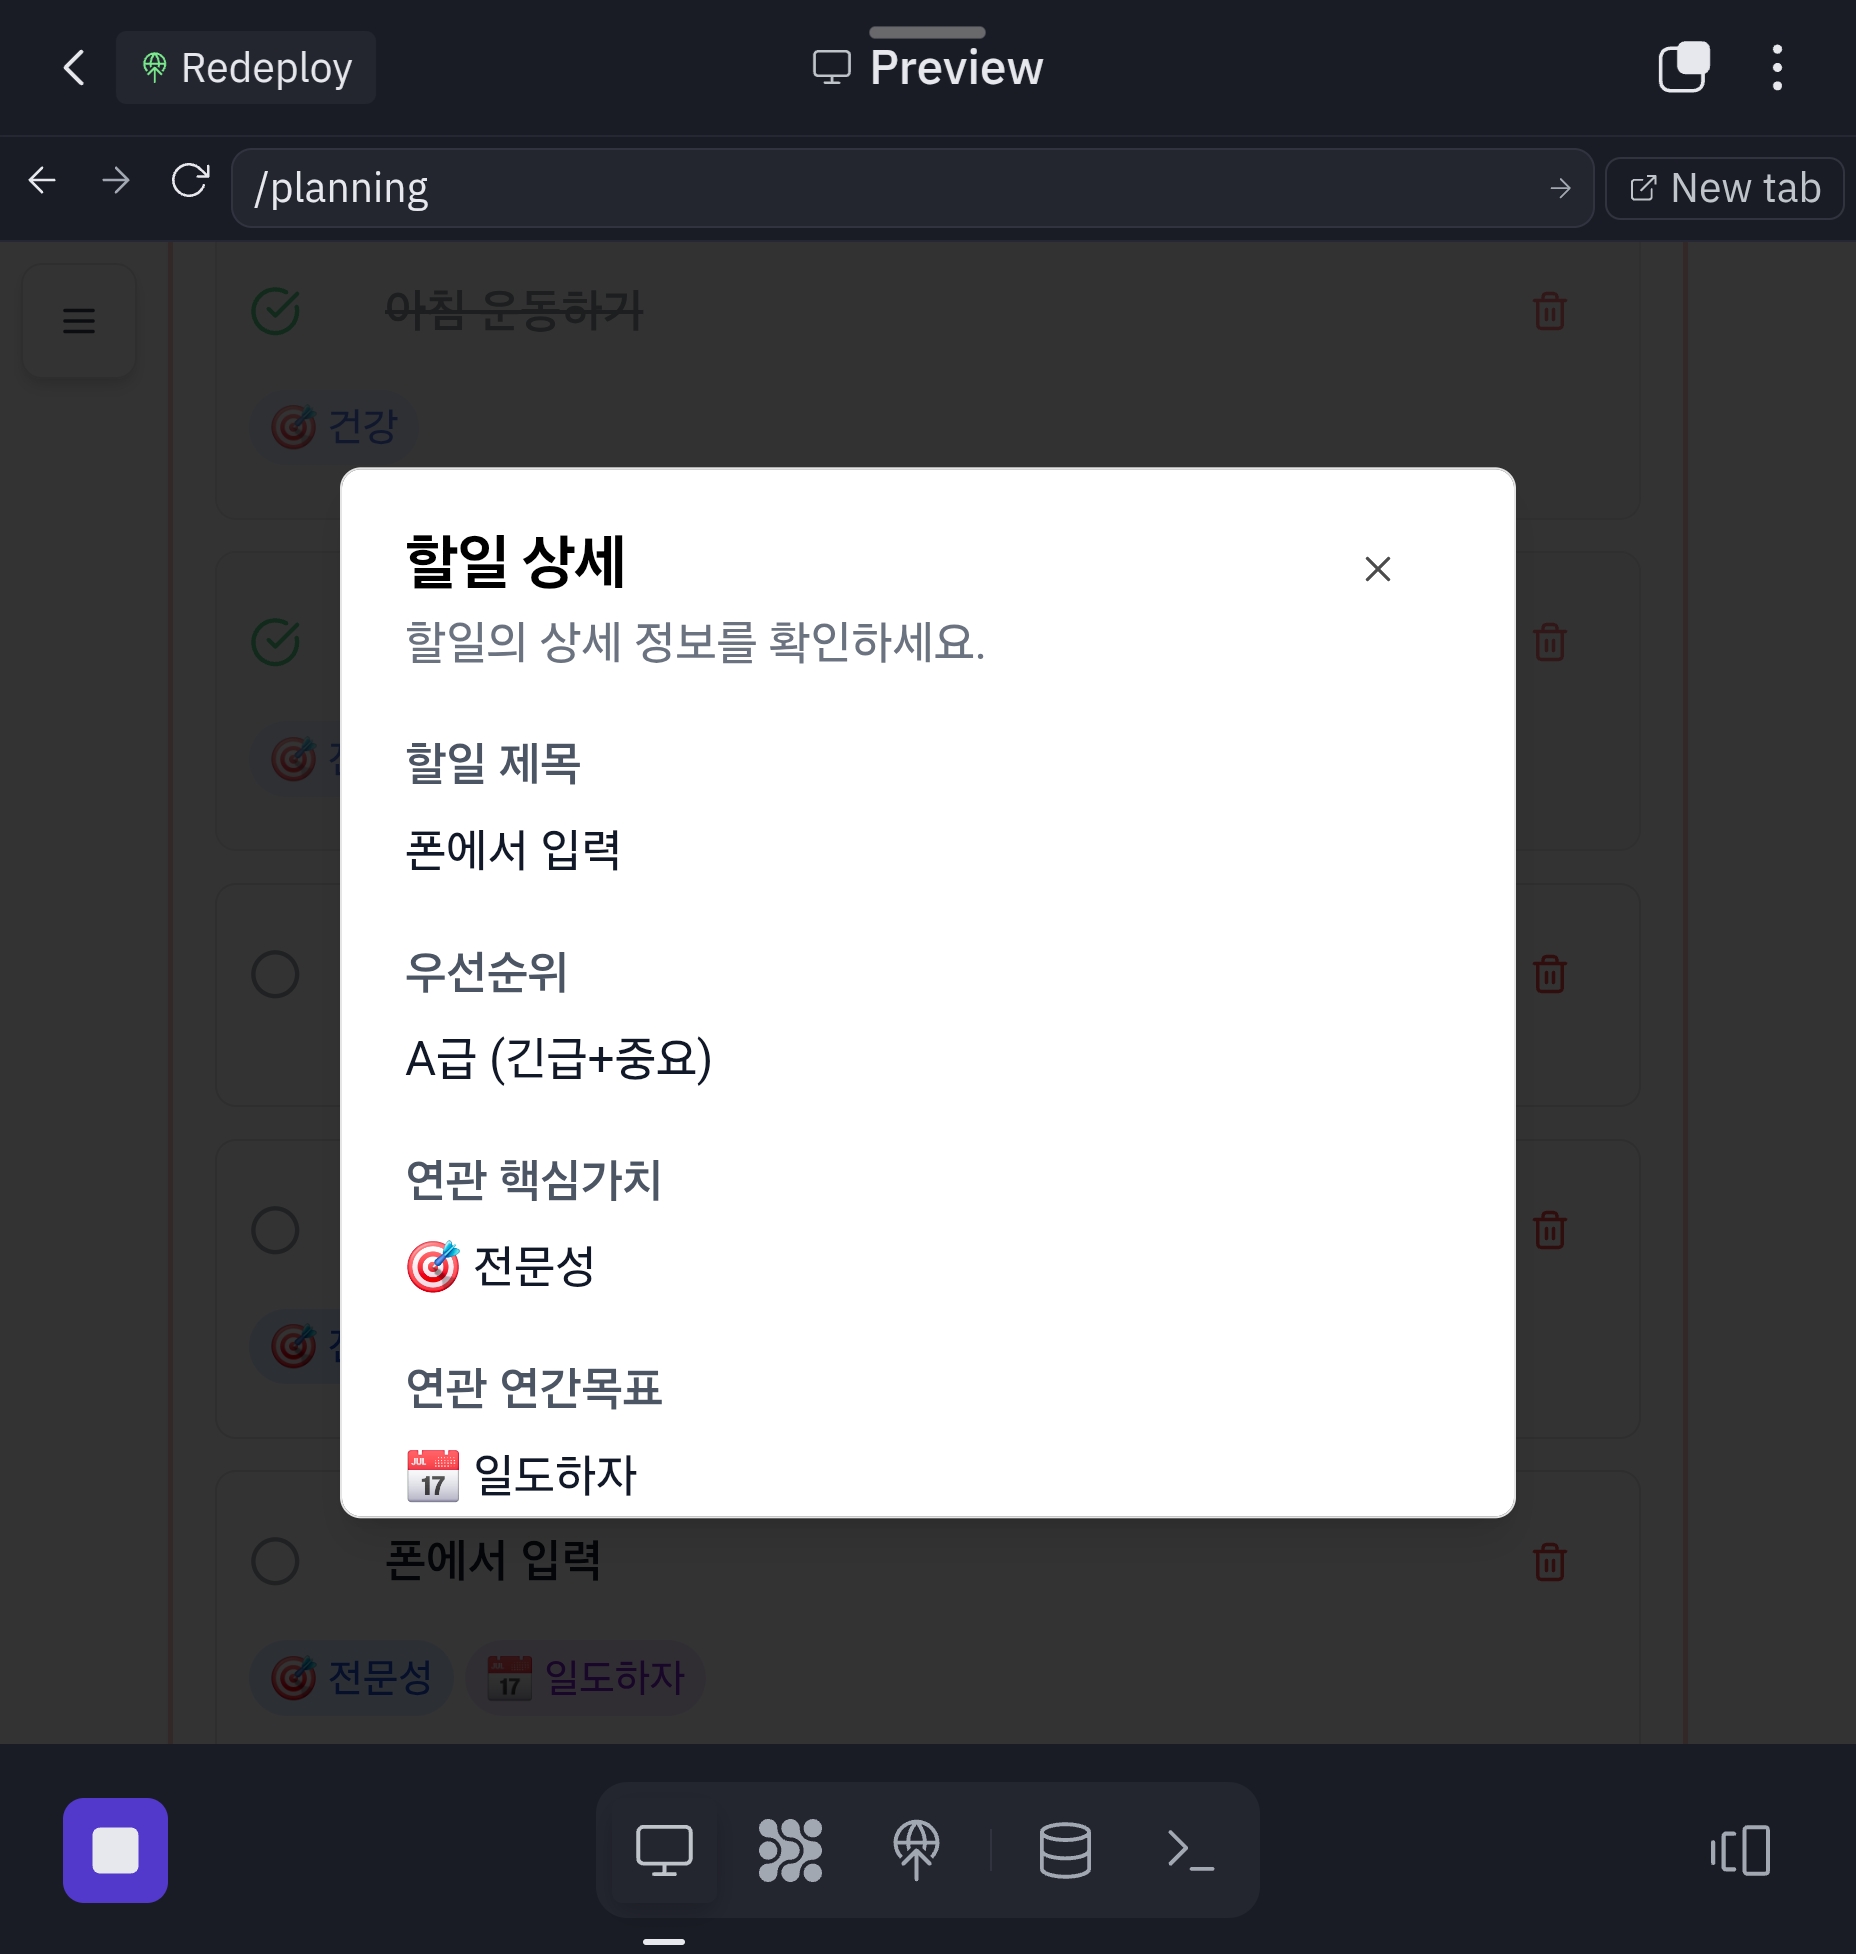 Redeploy
Preview
/planning
New tab
아침 운동하기
🎯 건강
할일 상세
할일의 상세 정보를 확인하세요.
할일 제목
폰에서 입력
우선순위
A급 (긴급+중요)
연관 핵심가치
🎯 전문성
연관 연간목표
📅 일도하자
폰에서 입력
🎯 전문성 📅 일도하자